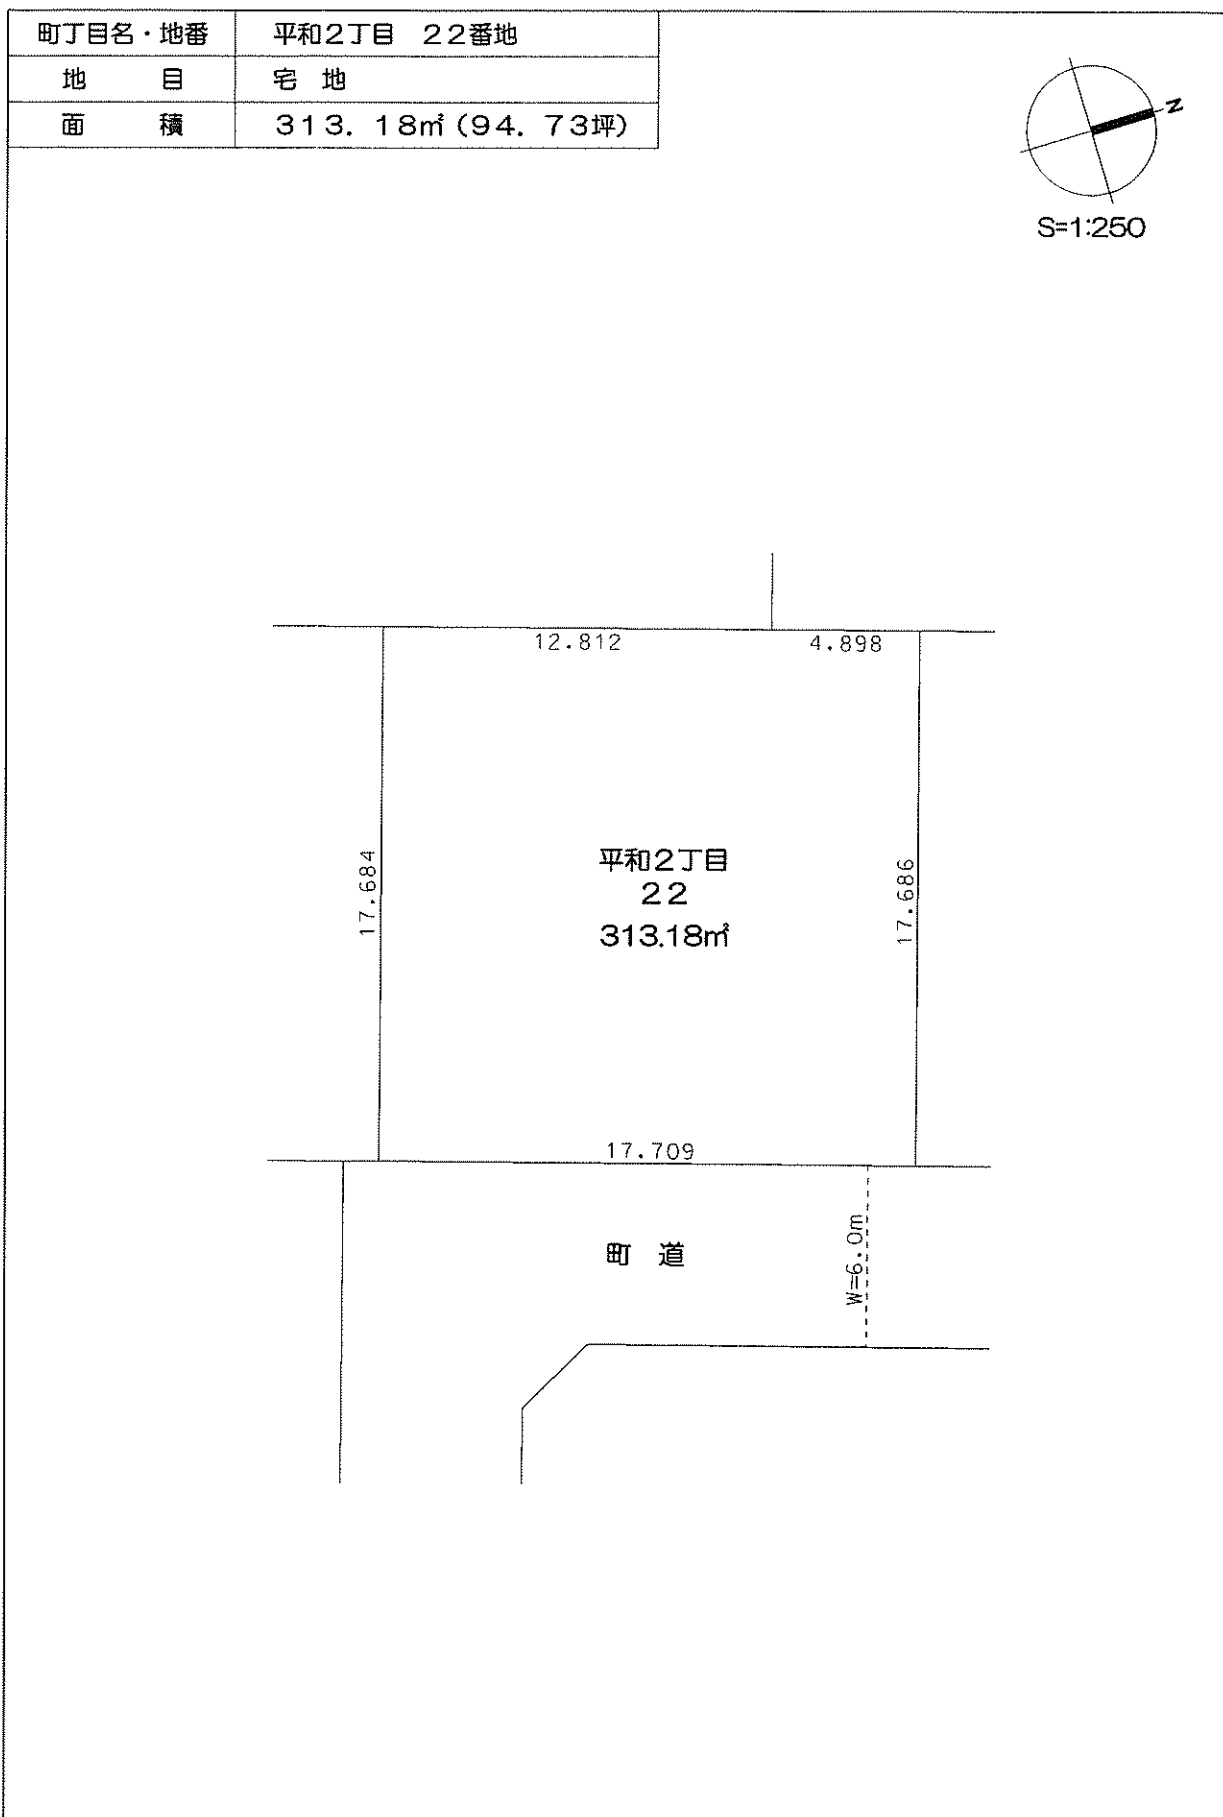 町丁目名・地番 平和2丁目 22番地
地 目 宅 地
面 積 313.18㎡(94.73坪)
N
S=1:250
12.812 4.898
17.684
平和2丁目
22
313.18㎡
17.686
17.709
町 道
W=6.0m